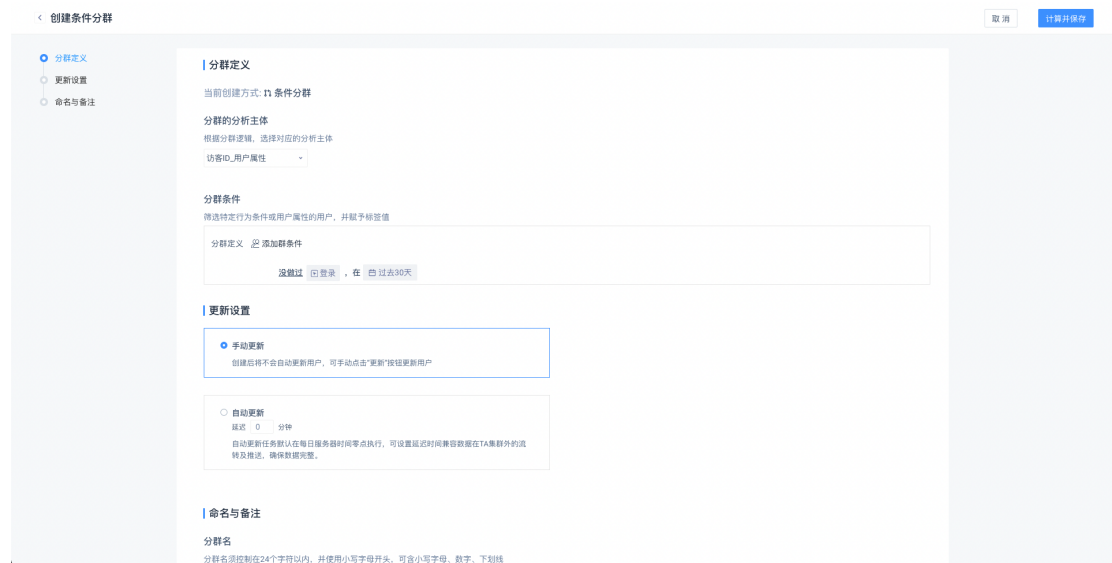 创建条件分群
取 消
计算并保存
分群定义
更新设置
命名与备注
分群定义
当前创建方式: 条件分群
分群的分析主体
根据分群逻辑，选择对应的分析主体
访客ID_用户属性
分群条件
筛选特定行为条件或用户属性的用户，并赋予标签值
分群定义 添加群条件
没做过 登录 ，在 过去30天
更新设置
手动更新
创建后将不会自动更新用户，可手动点击"更新"按钮更新用户
自动更新
延迟 0 分钟
自动更新任务默认在每日服务器时间零点执行，可设置延迟时间兼容数据在TA集群外的流
转及推送，确保数据完整。
命名与备注
分群名
分群名须控制在24个字符以内，并使用小写字母开头，可含小写字母、数字、下划线